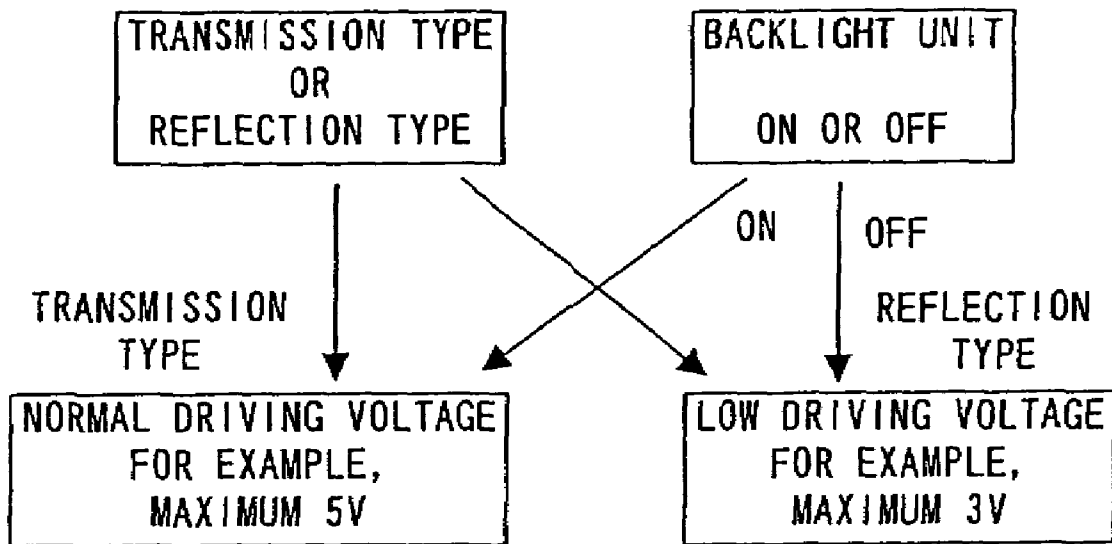 TRANSMISSION TYPE
OR
REFLECTION TYPE
BACKLIGHT UNIT
ON OR OFF
ON
OFF
TRANSMISSION
TYPE
REFLECTION
TYPE
NORMAL DRIVING VOLTAGE
FOR EXAMPLE,
MAXIMUM 5V
LOW DRIVING VOLTAGE
FOR EXAMPLE,
MAXIMUM 3V